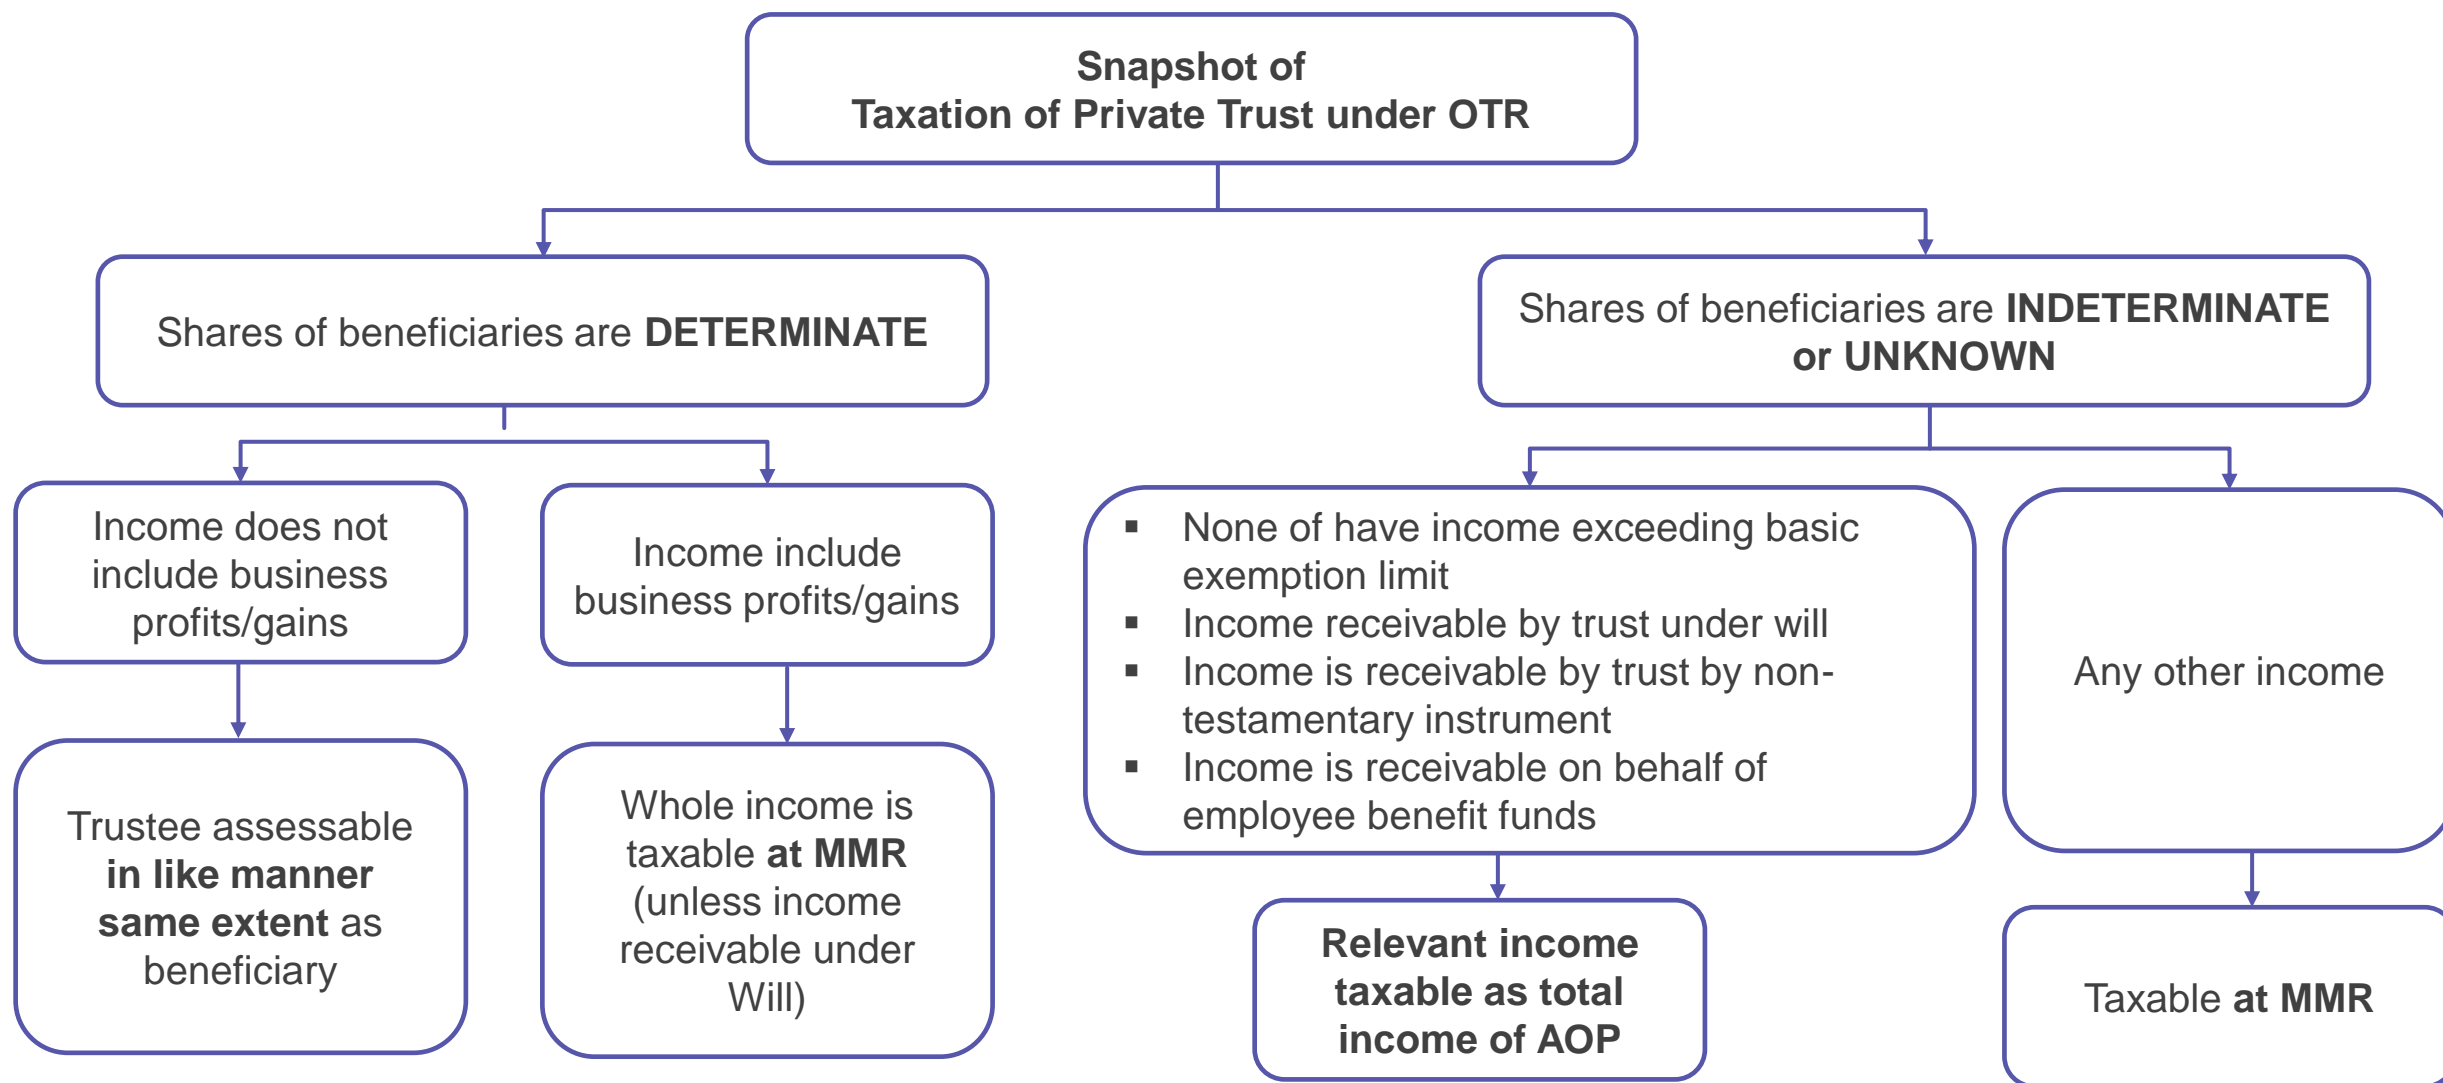 Snapshot of
Taxation of Private Trust under OTR
Shares of beneficiaries are DETERMINATE
Shares of beneficiaries are INDETERMINATE
or UNKNOWN
Income does not
include business
profits/gains
Income include
business profits/gains
▪ None of have income exceeding basic
exemption limit
▪ Income receivable by trust under will
▪ Income is receivable by trust by non-
testamentary instrument
▪ Income is receivable on behalf of
employee benefit funds
Any other income
Trustee assessable
in like manner
same extent as
beneficiary
Whole income is
taxable at MMR
(unless income
receivable under
Will)
Relevant income
taxable as total
income of AOP
Taxable at MMR